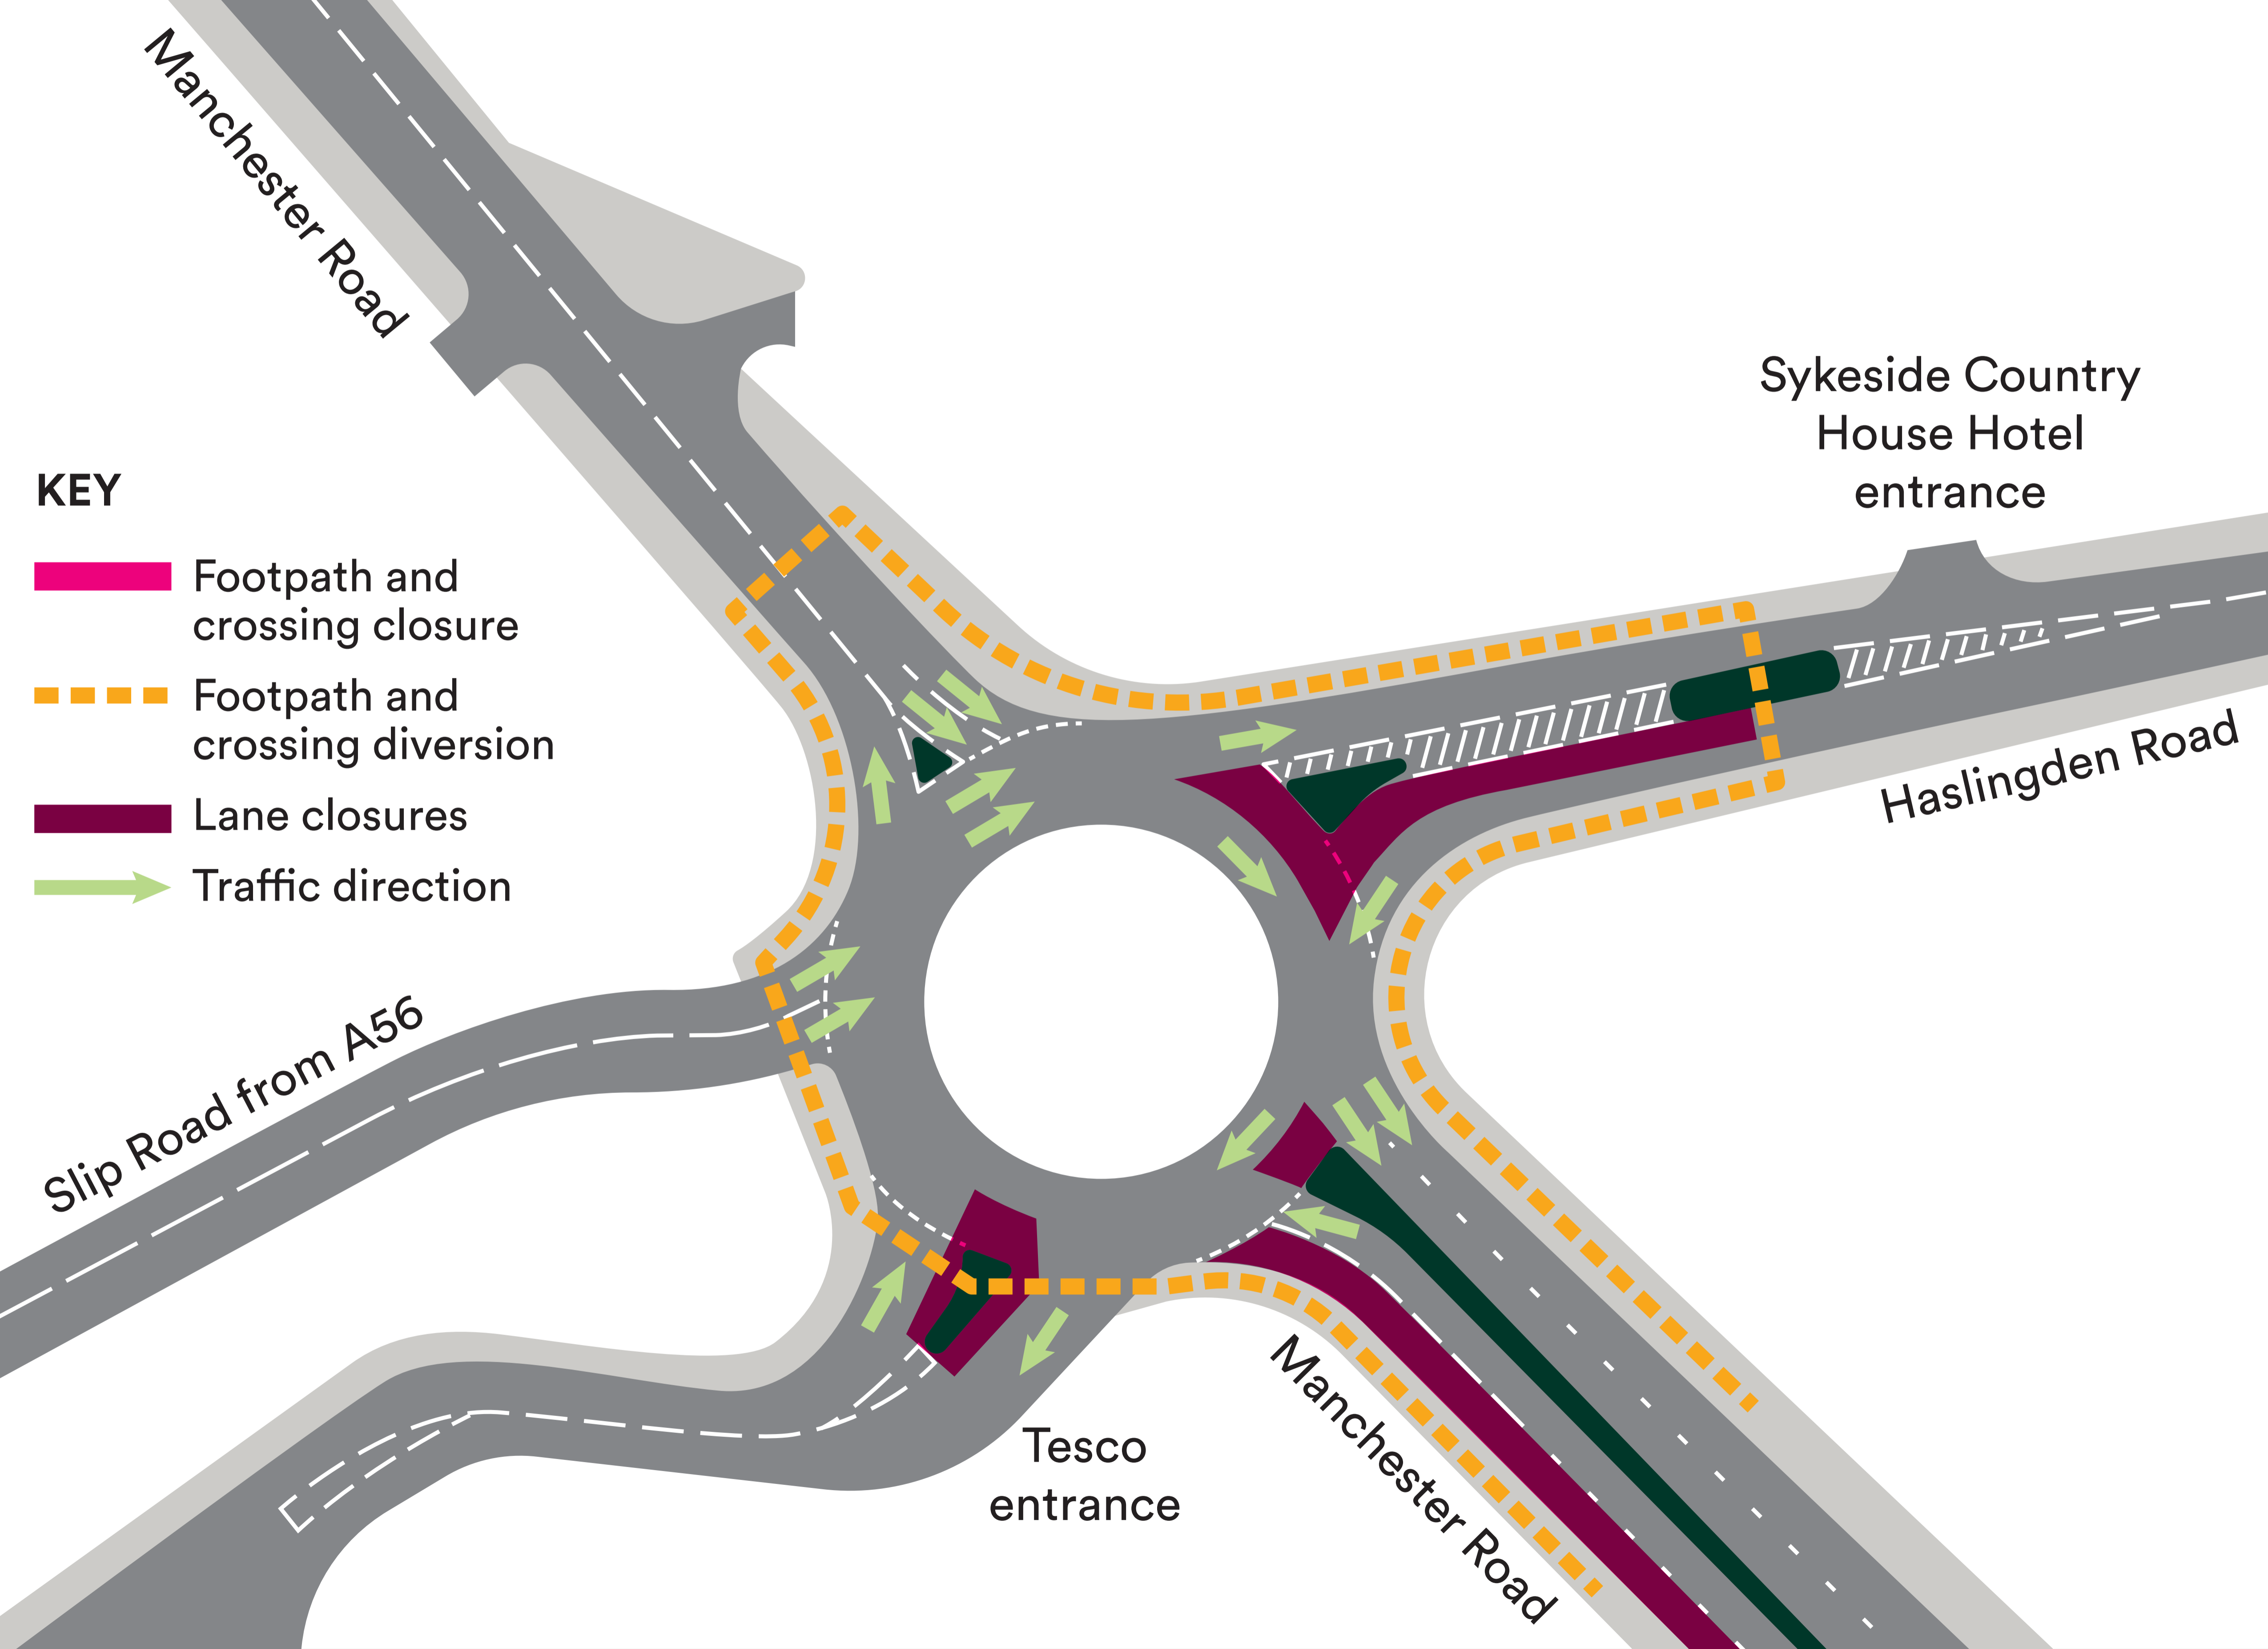 Manchester Road
Sykeside Country
House Hotel
entrance
KEY
Footpath and
crossing closure
Footpath and
crossing diversion
Lane closures
Traffic direction
Haslingden Road
Slip Road from A56
Tesco
entrance
Manchester Road